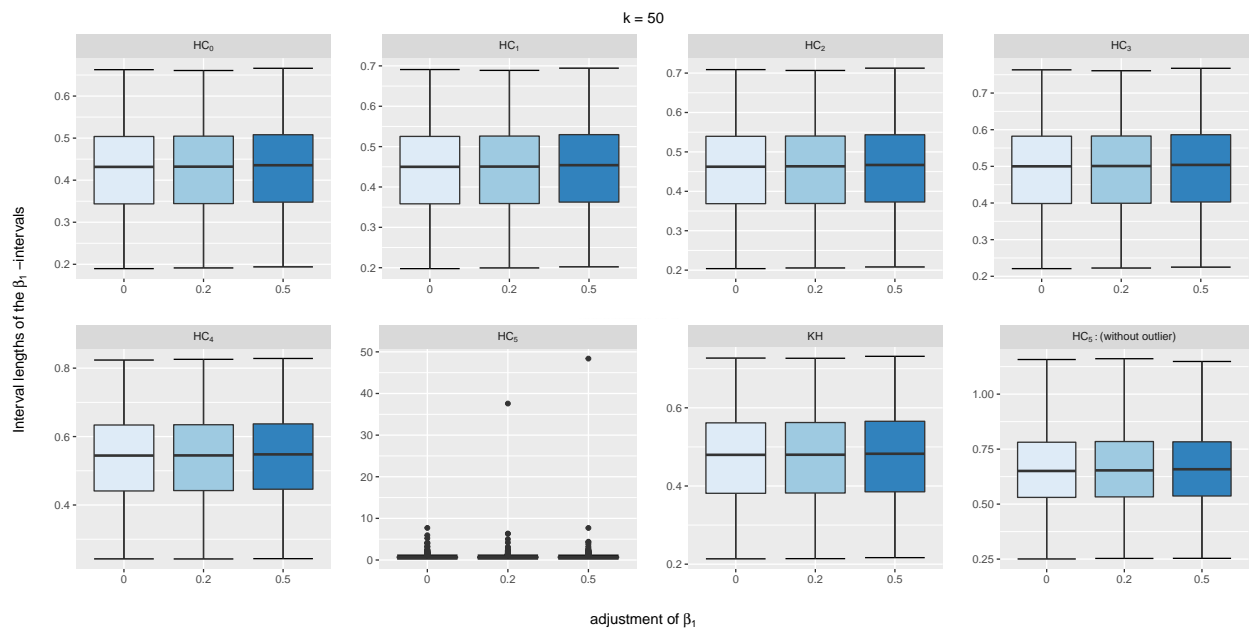 k = 50
Interval lengths of the β₁ −intervals
HC₀
0.6
0.5
0.4
0.3
0.2
0 0.2 0.5
HC₁
0.7
0.6
0.5
0.4
0.3
0.2
0 0.2 0.5
HC₂
0.7
0.6
0.5
0.4
0.3
0.2
0 0.2 0.5
HC₃
0.7
0.6
0.5
0.4
0.3
0.2
0 0.2 0.5
HC₄
0.8
0.6
0.4
0 0.2 0.5
HC₅
50
40
30
20
10
0
0 0.2 0.5
KH
0.6
0.4
0.2
0 0.2 0.5
HC₅ : (without outlier)
1.00
0.75
0.50
0.25
0 0.2 0.5
adjustment of β₁